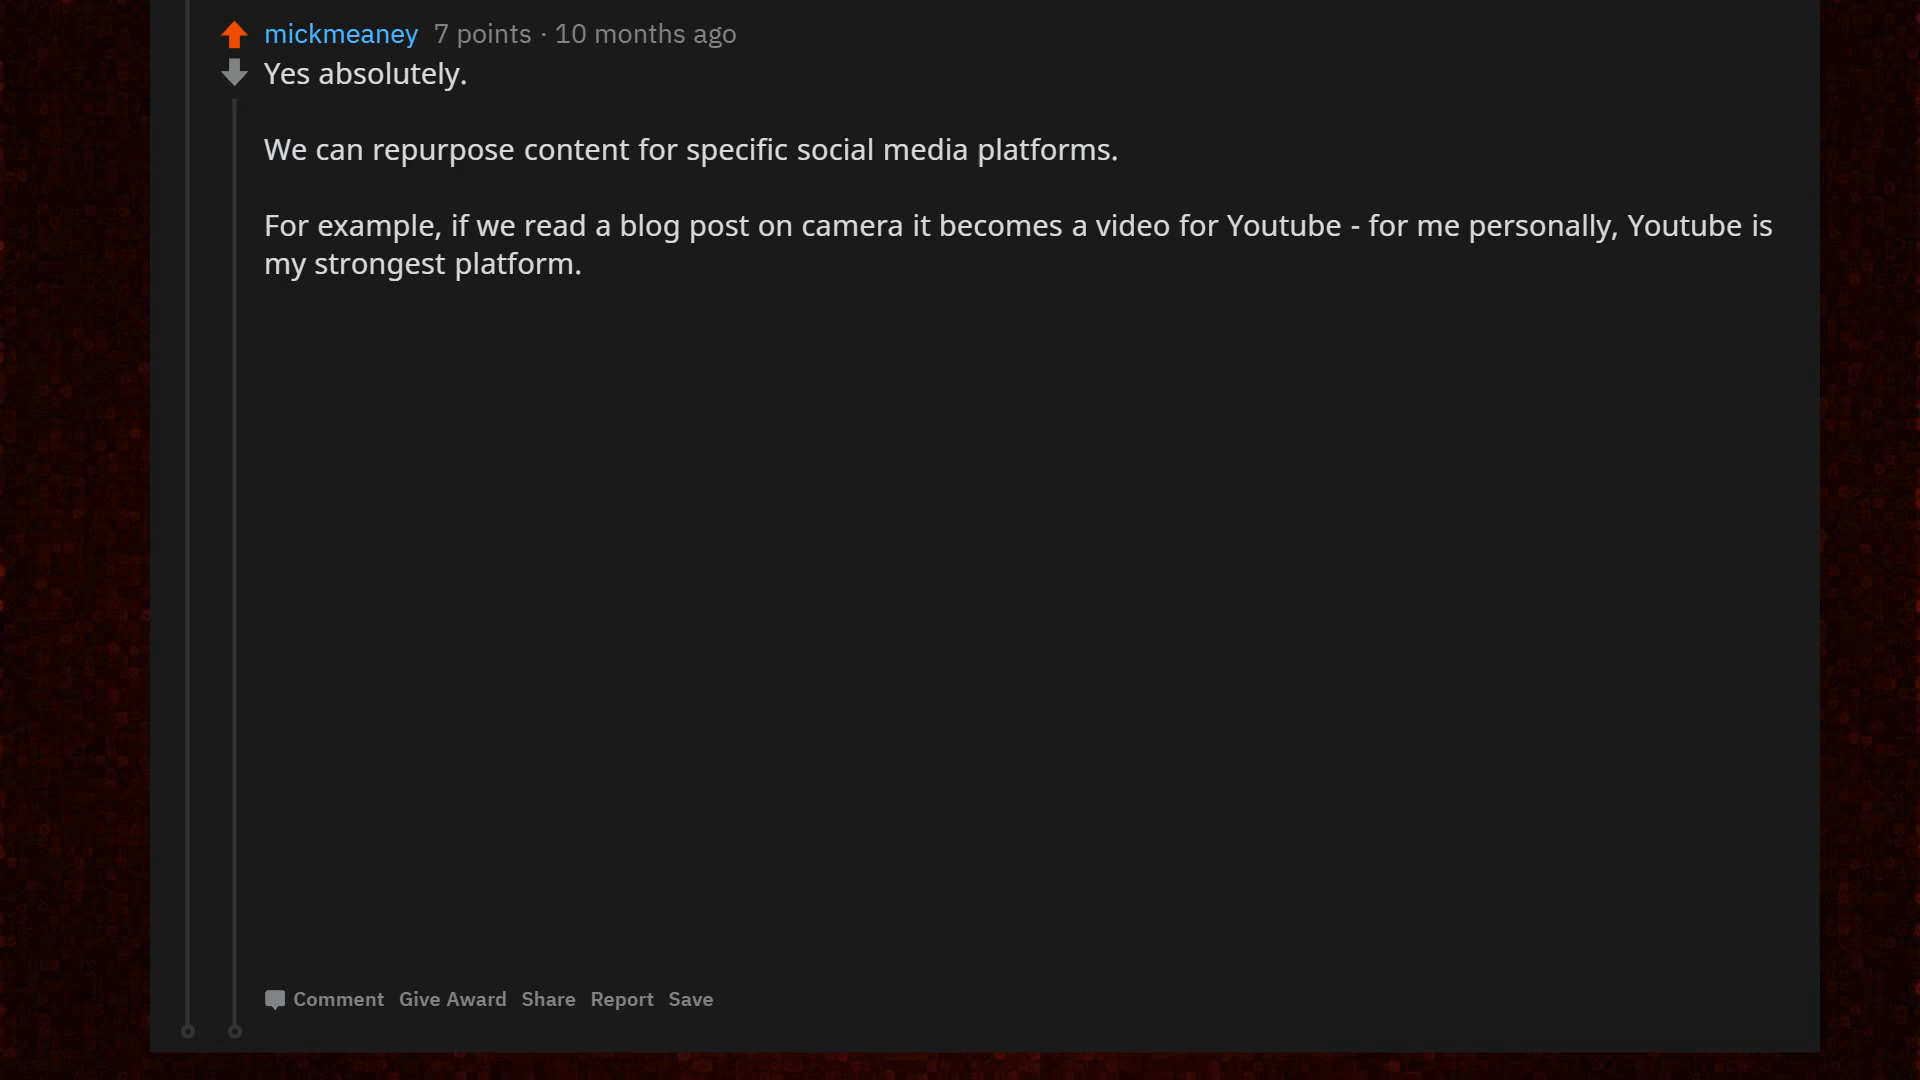 mickmeaney 7 points · 10 months ago
Yes absolutely.
We can repurpose content for specific social media platforms.
For example, if we read a blog post on camera it becomes a video for Youtube - for me personally, Youtube is
my strongest platform.
Comment Give Award Share Report Save